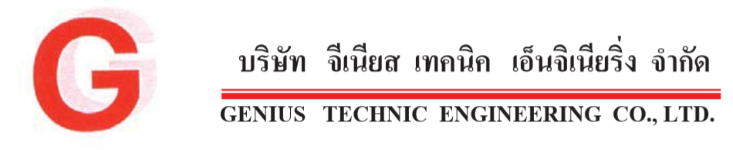 G
บริษัท จีเนียส เทคนิค เอ็นจิเนียริ่ง จำกัด
GENIUS TECHNIC ENGINEERING CO., LTD.